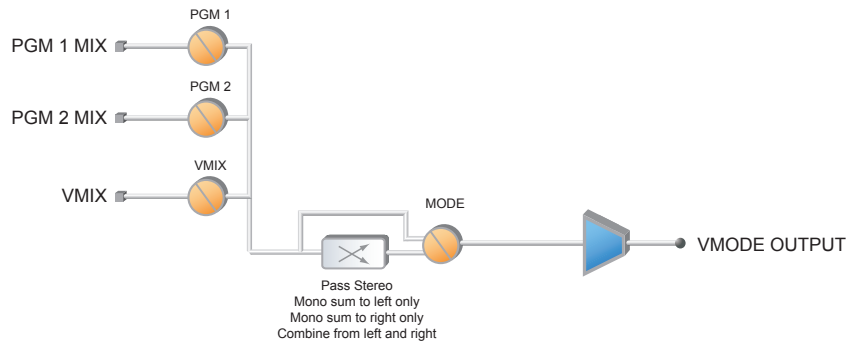 PGM 1
PGM 1 MIX
PGM 2
PGM 2 MIX
VMIX
VMIX
MODE
VMODE OUTPUT
Pass Stereo
Mono sum to left only
Mono sum to right only
Combine from left and right